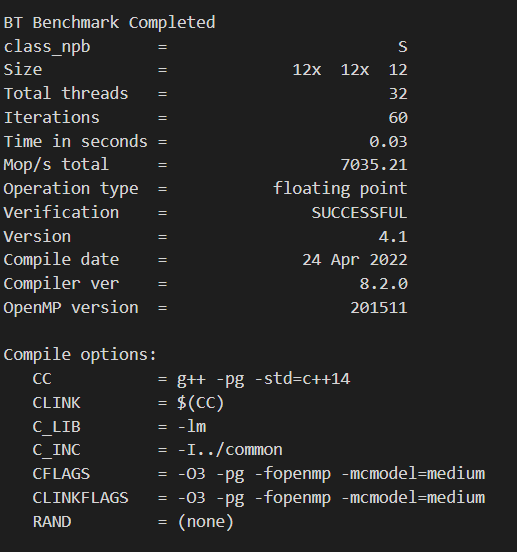 BT Benchmark Completed
class_npb       =                        S
Size            =             12x  12x  12
Total threads   =                       32
Iterations      =                       60
Time in seconds =                     0.03
Mop/s total     =                  7035.21
Operation type  =           floating point
Verification    =               SUCCESSFUL
Version         =                      4.1
Compile date    =              24 Apr 2022
Compiler ver    =                    8.2.0
OpenMP version  =                   201511

Compile options:
   CC           = g++ -pg -std=c++14
   CLINK        = $(CC)
   C_LIB        = -lm
   C_INC        = -I../common
   CFLAGS       = -O3 -pg -fopenmp -mcmodel=medium
   CLINKFLAGS   = -O3 -pg -fopenmp -mcmodel=medium
   RAND         = (none)